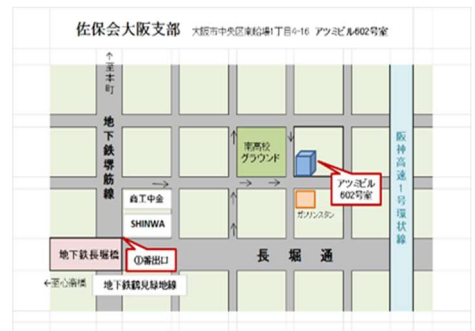 佐保会大阪支部 大阪市中央区南船場1丁目4-16 アツミビル602号室
↑至本町
地下鉄堺筋線
南高校
グラウンド
阪神高速1号環状線
アツミビル
602号室
商工中金
ガソリンスタン
SHINWA
地下鉄長堀橋
①番出口
長堀通
←至心斎橋
地下鉄鶴見緑地線